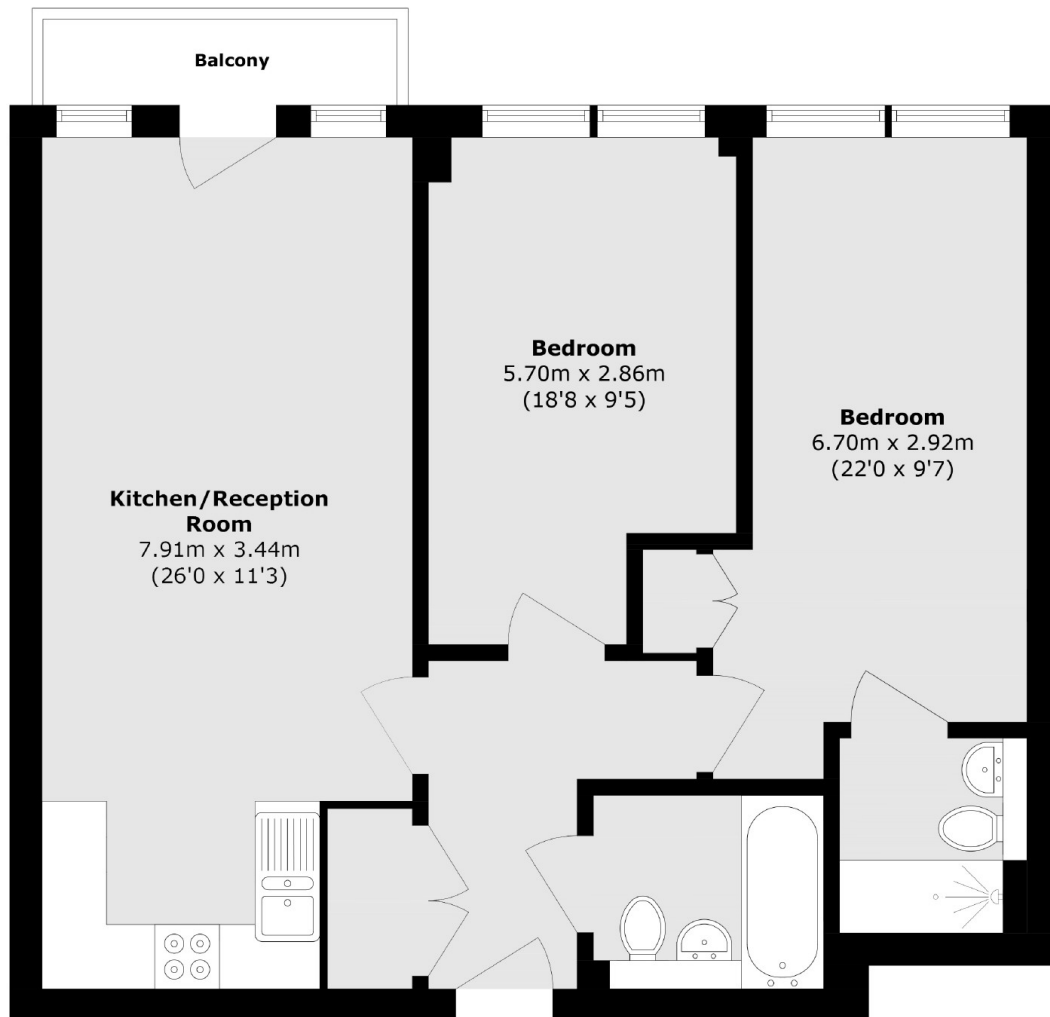 Balcony
Bedroom
5.70m x 2.86m
(18'8 x 9'5)
Bedroom
6.70m x 2.92m
(22'0 x 9'7)
Kitchen/Reception
Room
7.91m x 3.44m
(26'0 x 11'3)